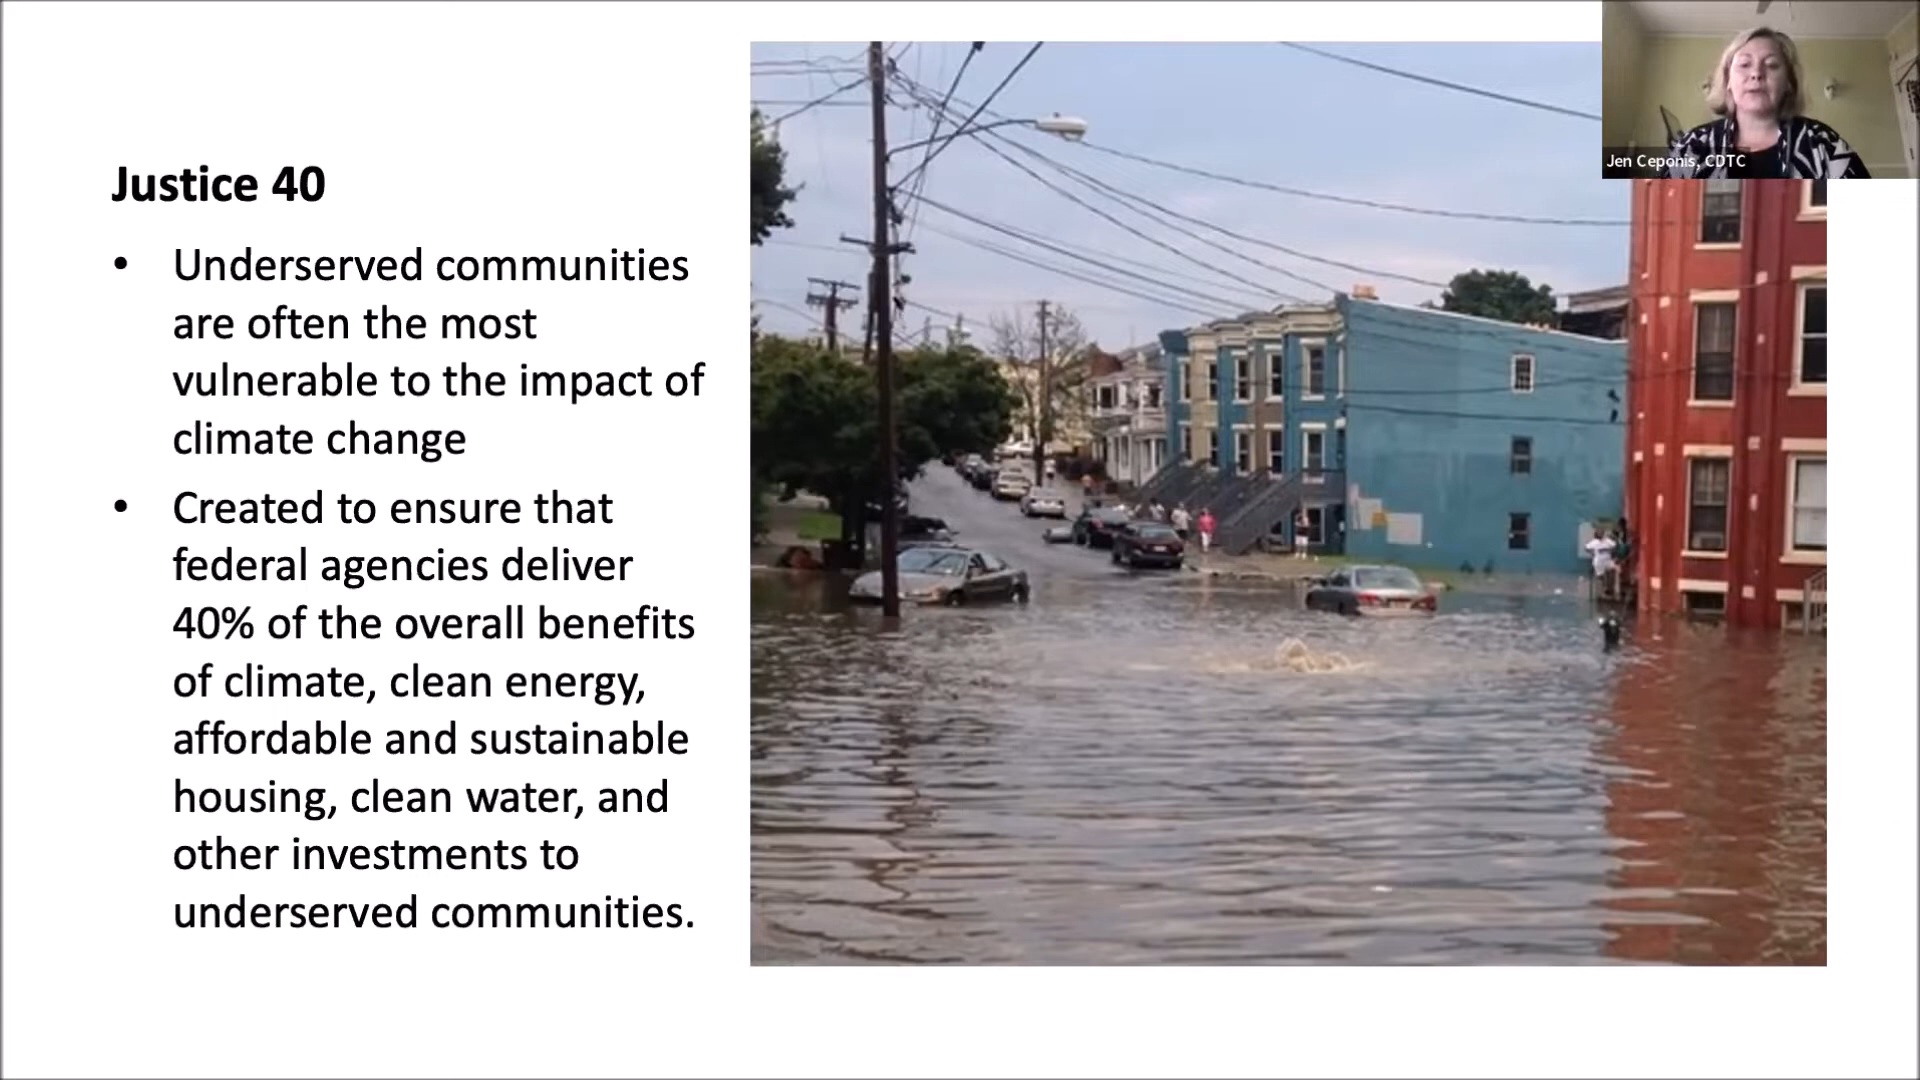 Justice 40
• Underserved communities
are often the most
vulnerable to the impact of
climate change
• Created to ensure that
federal agencies deliver
40% of the overall benefits
of climate, clean energy,
affordable and sustainable
housing, clean water, and
other investments to
underserved communities.
Jen Ceponis, CDTC